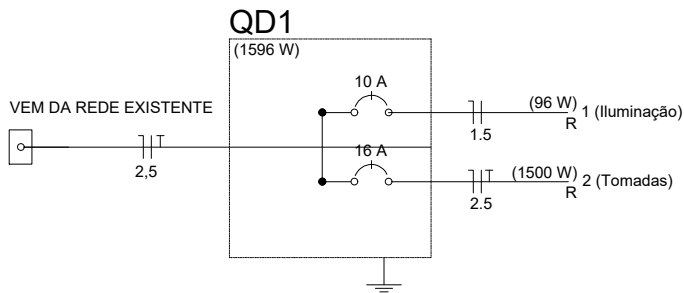 QD1
(1596 W)
10 A
VEM DA REDE EXISTENTE
(96 W)
1 (Iluminação)
R
1.5
T
2,5
16 A
(1500 W)
T
2 (Tomadas)
R
2.5